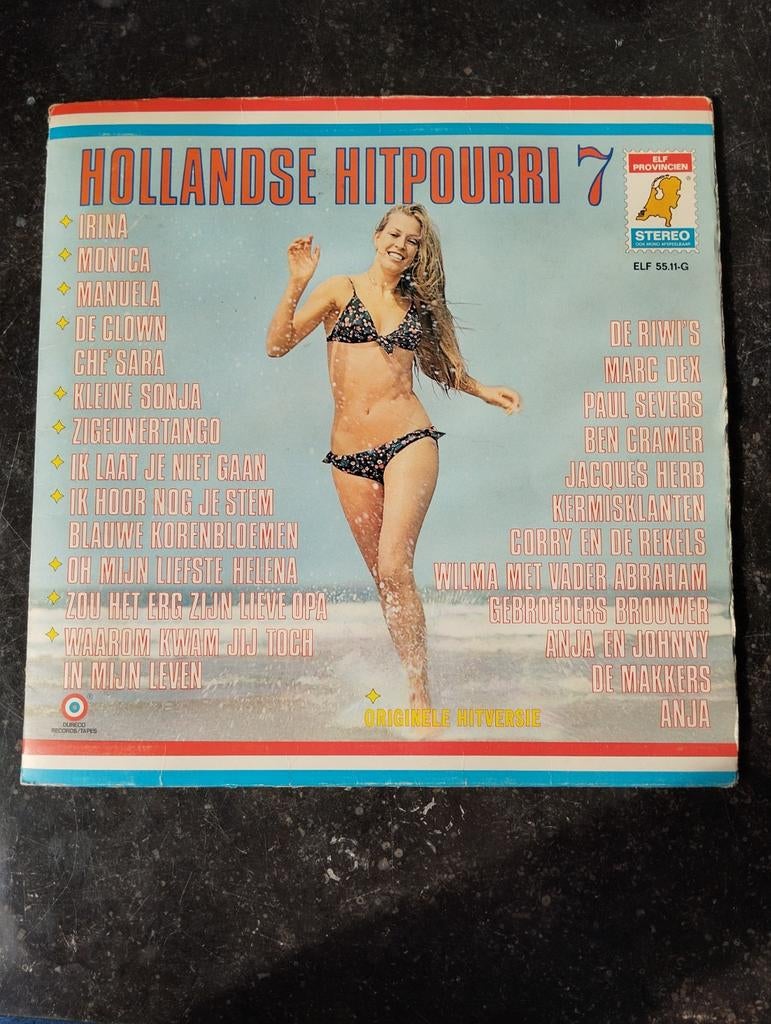 HOLLANDSE HITPOURRI 7
ELF
PROVINCIEN
STEREO
OOK MONO AFSPEELBAAR
ELF 55.11-G
IRINA
MONICA
MANUELA
DE CLOWN
CHE'SARA
KLEINE SONJA
ZIGEUNERTANGO
IK LAAT JE NIET GAAN
IK HOOR NOG JE STEM
BLAUWE KORENBLOEMEN
OH MIJN LIEFSTE HELENA
ZOU HET ERG ZIJN LIEVE OPA
WAAROM KWAM JIJ TOCH
IN MIJN LEVEN
DE RIWI'S
MARC DEX
PAUL SEVERS
BEN CRAMER
JACQUES HERB
KERMISKLANTEN
CORRY EN DE REKELS
WILMA MET VADER ABRAHAM
GEBROEDERS BROUWER
ANJA EN JOHNNY
DE MAKKERS
ANJA
ORIGINELE HITVERSIE
DURECO
RECORDS/TAPES